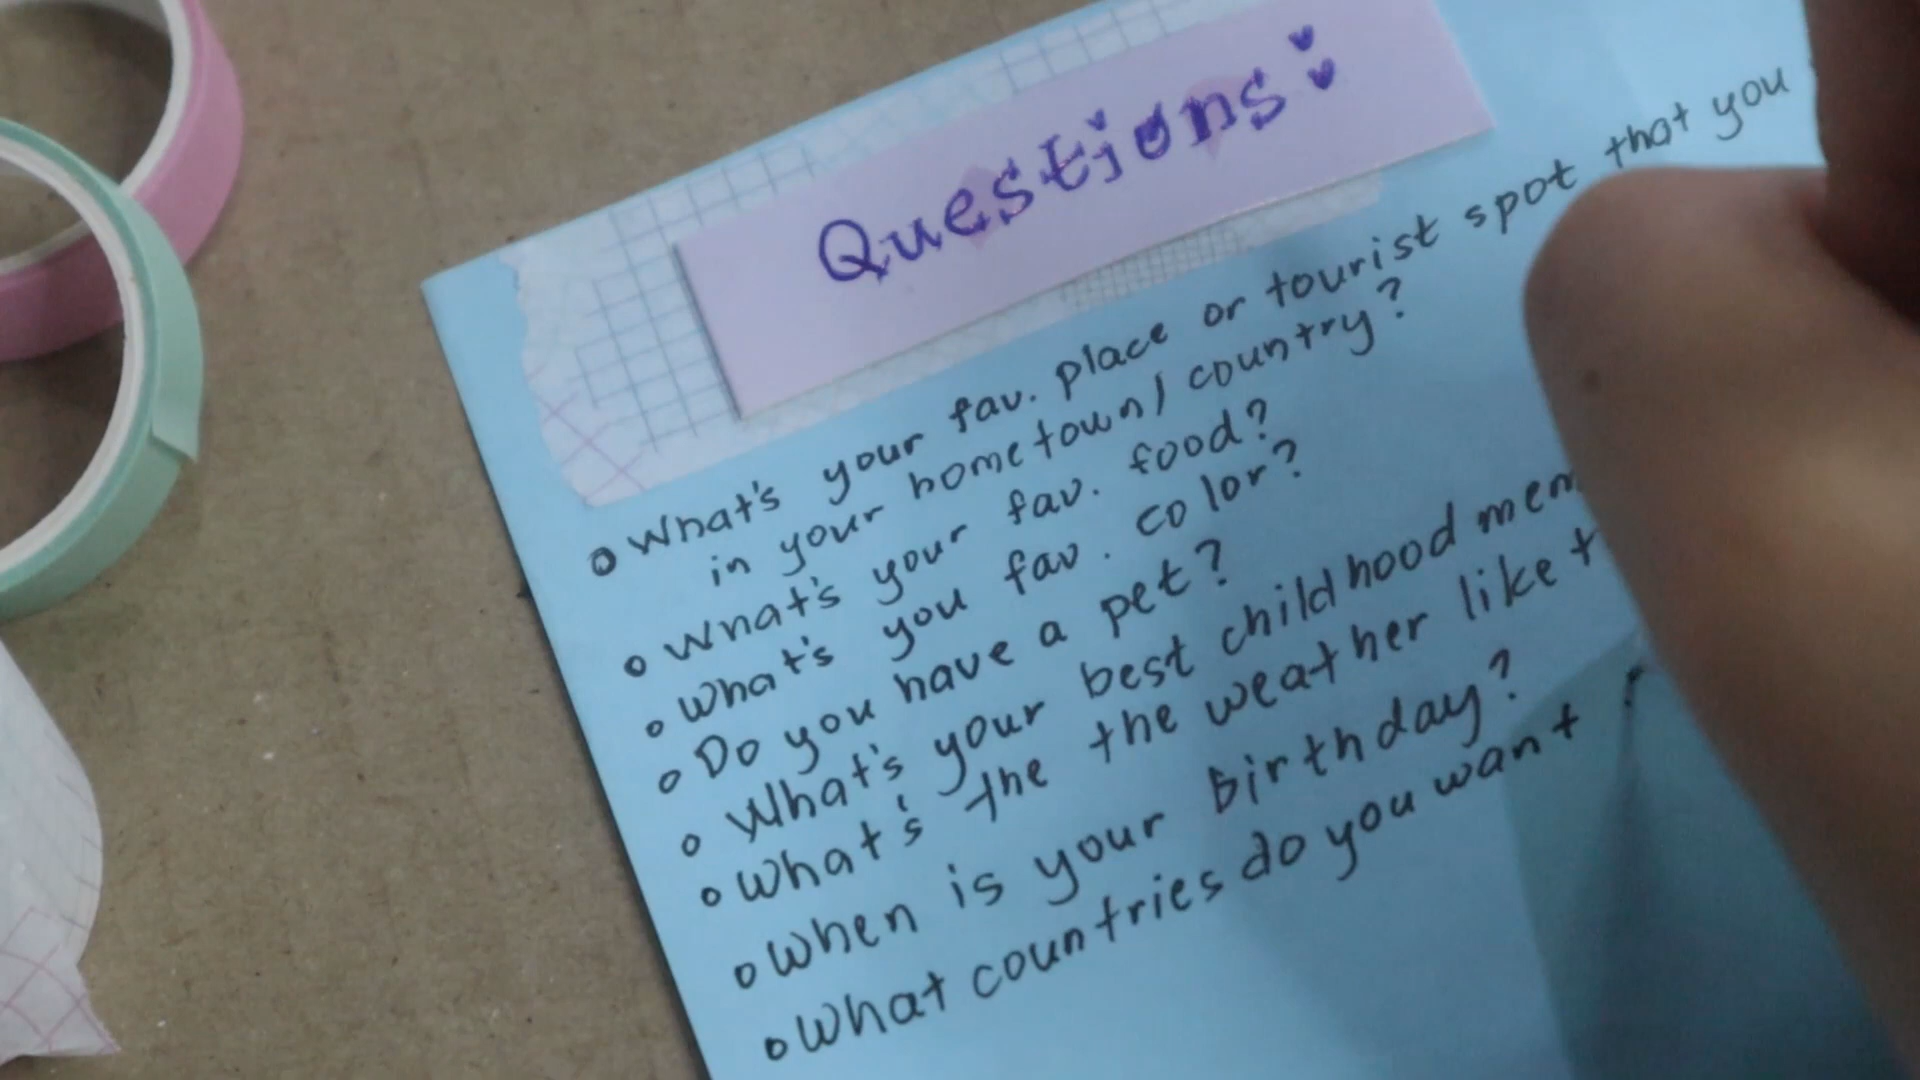 Questions:
What's your fav. place or tourist spot that you
in your hometown/country?
What's your fav. food?
What's you fav. color?
Do you have a pet?
What's your best childhood
What's the the weather like
When is your birthday?
What countries do you want